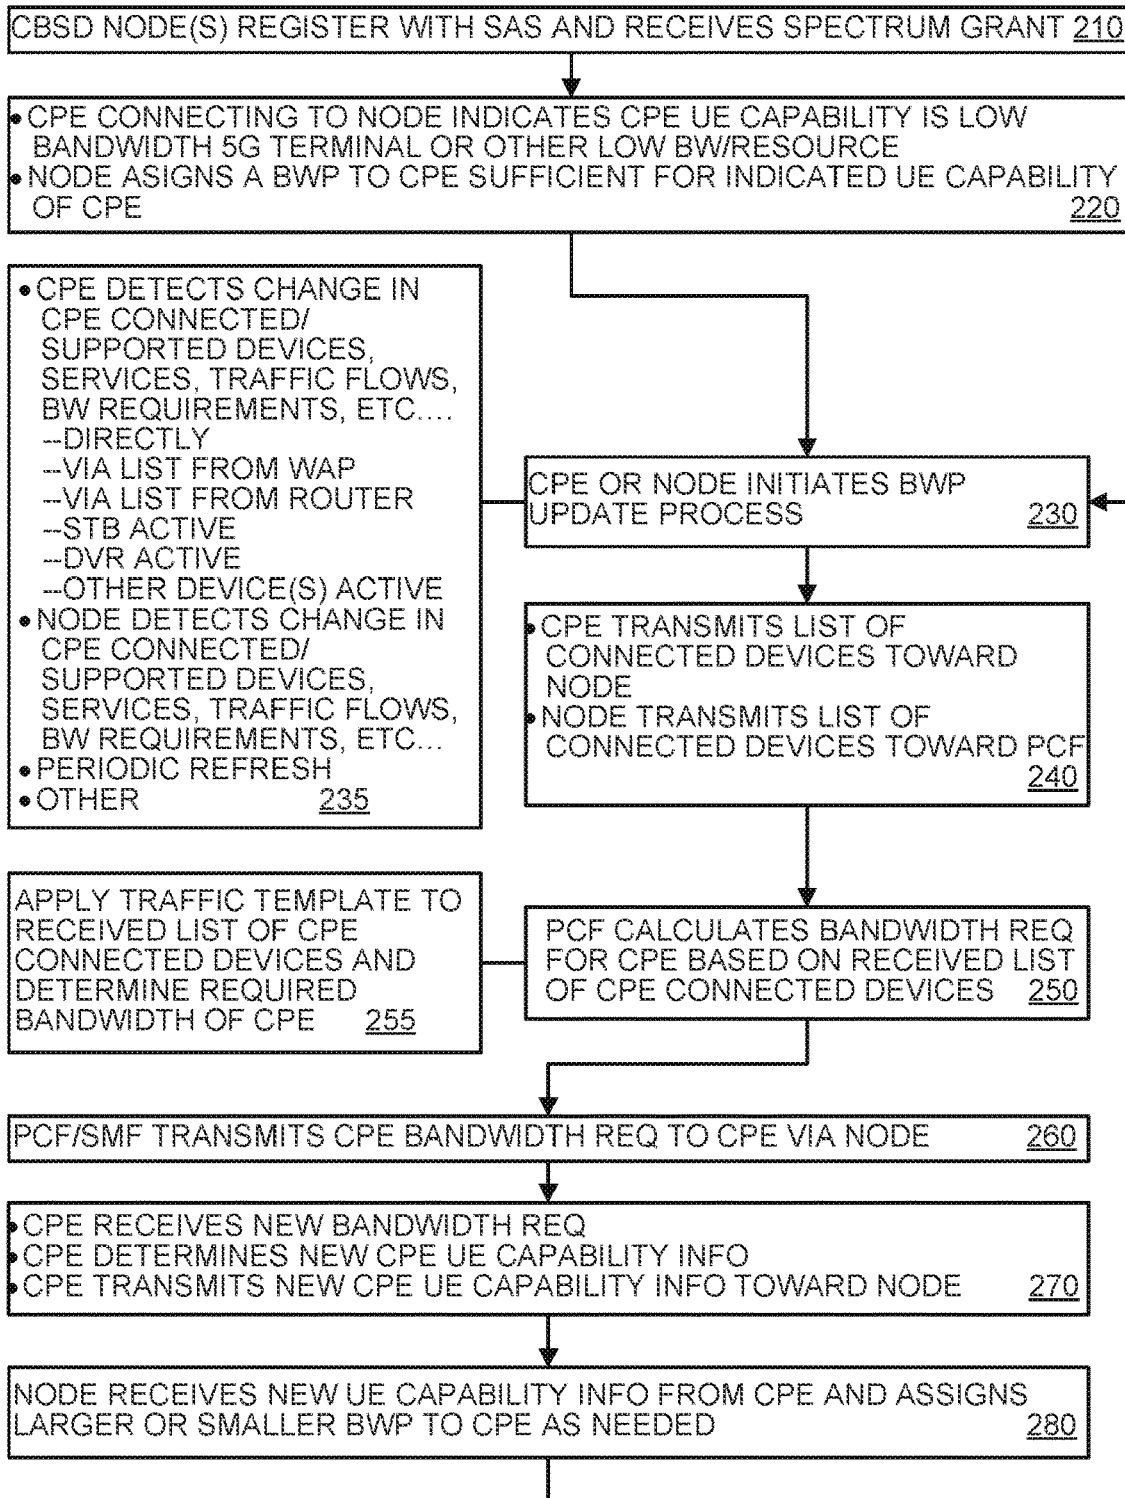 CBSD NODE(S) REGISTER WITH SAS AND RECEIVES SPECTRUM GRANT 210
• CPE CONNECTING TO NODE INDICATES CPE UE CAPABILITY IS LOW
BANDWIDTH 5G TERMINAL OR OTHER LOW BW/RESOURCE
• NODE ASIGNS A BWP TO CPE SUFFICIENT FOR INDICATED UE CAPABILITY
OF CPE 220
• CPE DETECTS CHANGE IN
CPE CONNECTED/
SUPPORTED DEVICES,
SERVICES, TRAFFIC FLOWS,
BW REQUIREMENTS, ETC....
--DIRECTLY
--VIA LIST FROM WAP
--VIA LIST FROM ROUTER
--STB ACTIVE
--DVR ACTIVE
--OTHER DEVICE(S) ACTIVE
• NODE DETECTS CHANGE IN
CPE CONNECTED/
SUPPORTED DEVICES,
SERVICES, TRAFFIC FLOWS,
BW REQUIREMENTS, ETC...
• PERIODIC REFRESH
• OTHER 235
CPE OR NODE INITIATES BWP
UPDATE PROCESS 230
• CPE TRANSMITS LIST OF
CONNECTED DEVICES TOWARD
NODE
• NODE TRANSMITS LIST OF
CONNECTED DEVICES TOWARD PCF
240
APPLY TRAFFIC TEMPLATE TO
RECEIVED LIST OF CPE
CONNECTED DEVICES AND
DETERMINE REQUIRED
BANDWIDTH OF CPE 255
PCF CALCULATES BANDWIDTH REQ
FOR CPE BASED ON RECEIVED LIST
OF CPE CONNECTED DEVICES 250
PCF/SMF TRANSMITS CPE BANDWIDTH REQ TO CPE VIA NODE 260
• CPE RECEIVES NEW BANDWIDTH REQ
• CPE DETERMINES NEW CPE UE CAPABILITY INFO
• CPE TRANSMITS NEW CPE UE CAPABILITY INFO TOWARD NODE 270
NODE RECEIVES NEW UE CAPABILITY INFO FROM CPE AND ASSIGNS
LARGER OR SMALLER BWP TO CPE AS NEEDED 280